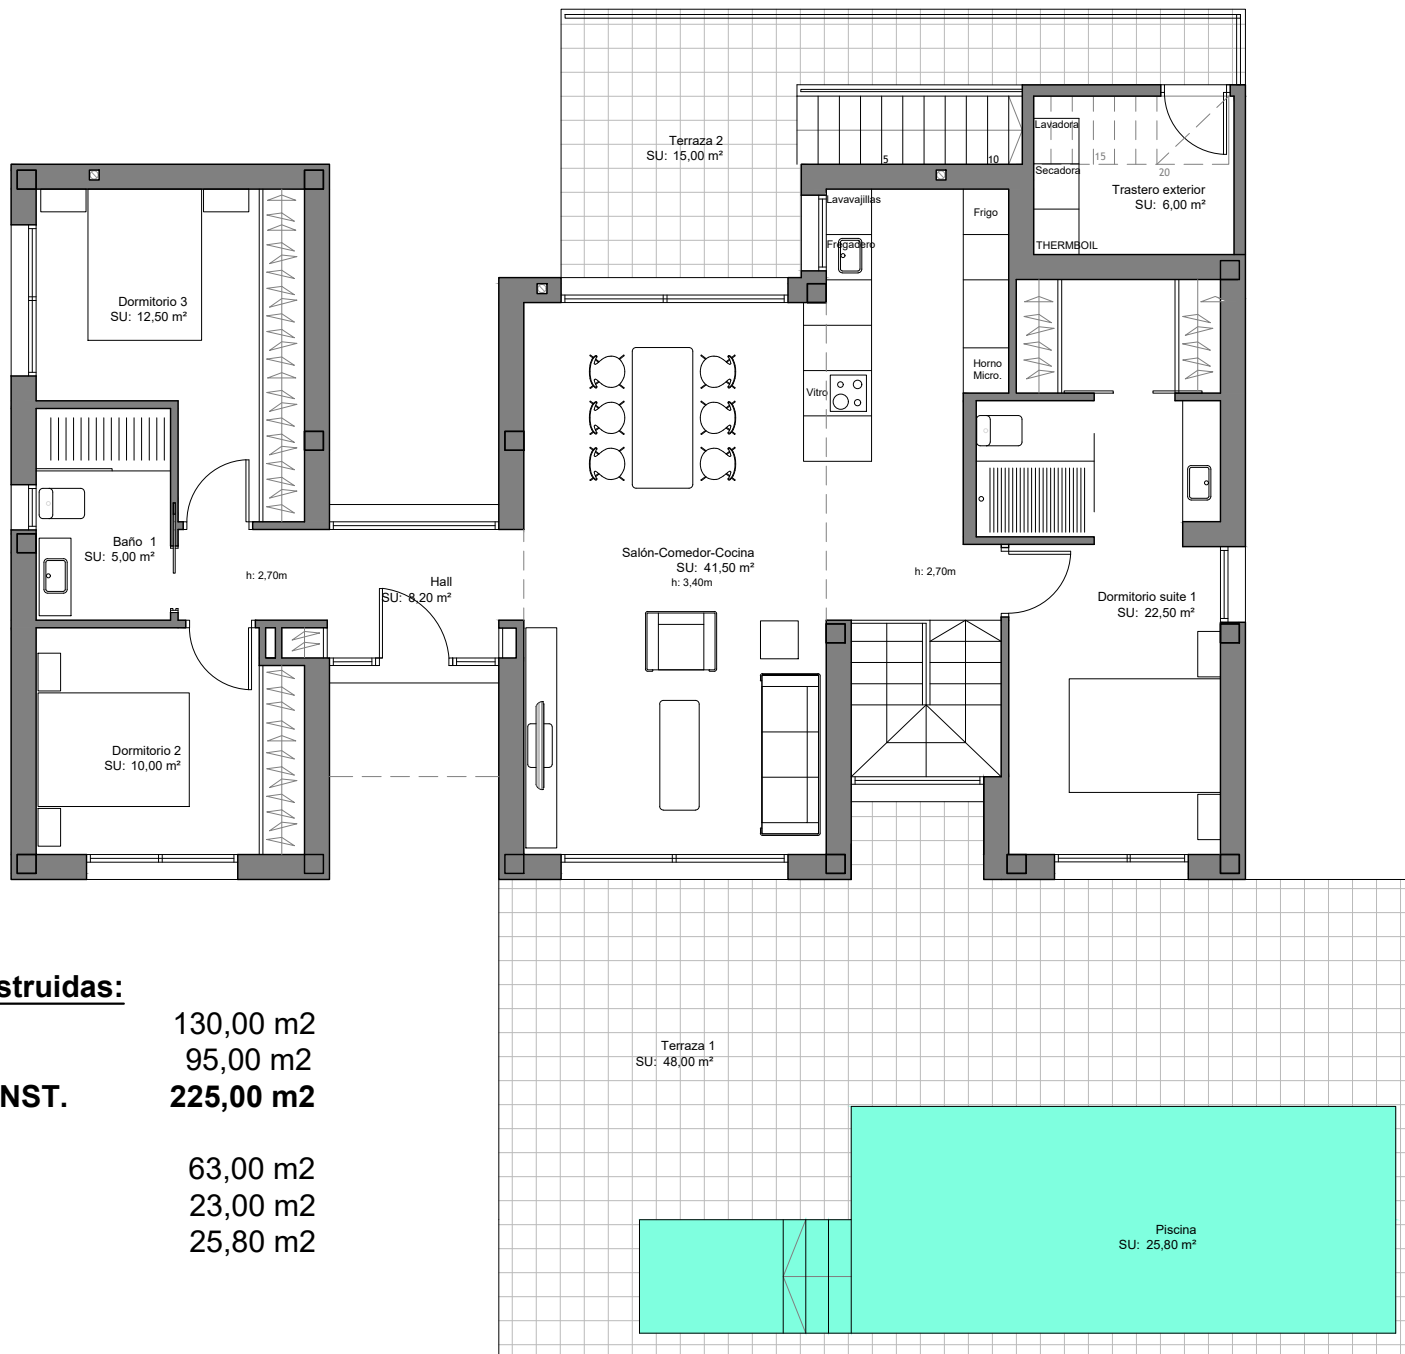 Terraza 2
SU: 15,00 m²
5
10
Lavadora
15
20
Secadora
Trastero exterior
SU: 6,00 m²
THERMBOIL
Lavavajillas
Frigo
Fregadero
Dormitorio 3
SU: 12,50 m²
Horno
Micro.
Vitro
Baño 1
SU: 5,00 m²
h: 2,70m
Hall
SU: 8,20 m²
Salón-Comedor-Cocina
SU: 41,50 m²
h: 3,40m
h: 2,70m
Dormitorio suite 1
SU: 22,50 m²
Dormitorio 2
SU: 10,00 m²
struidas:
130,00 m2
95,00 m2
NST. 225,00 m2
63,00 m2
23,00 m2
25,80 m2
Terraza 1
SU: 48,00 m²
Piscina
SU: 25,80 m²